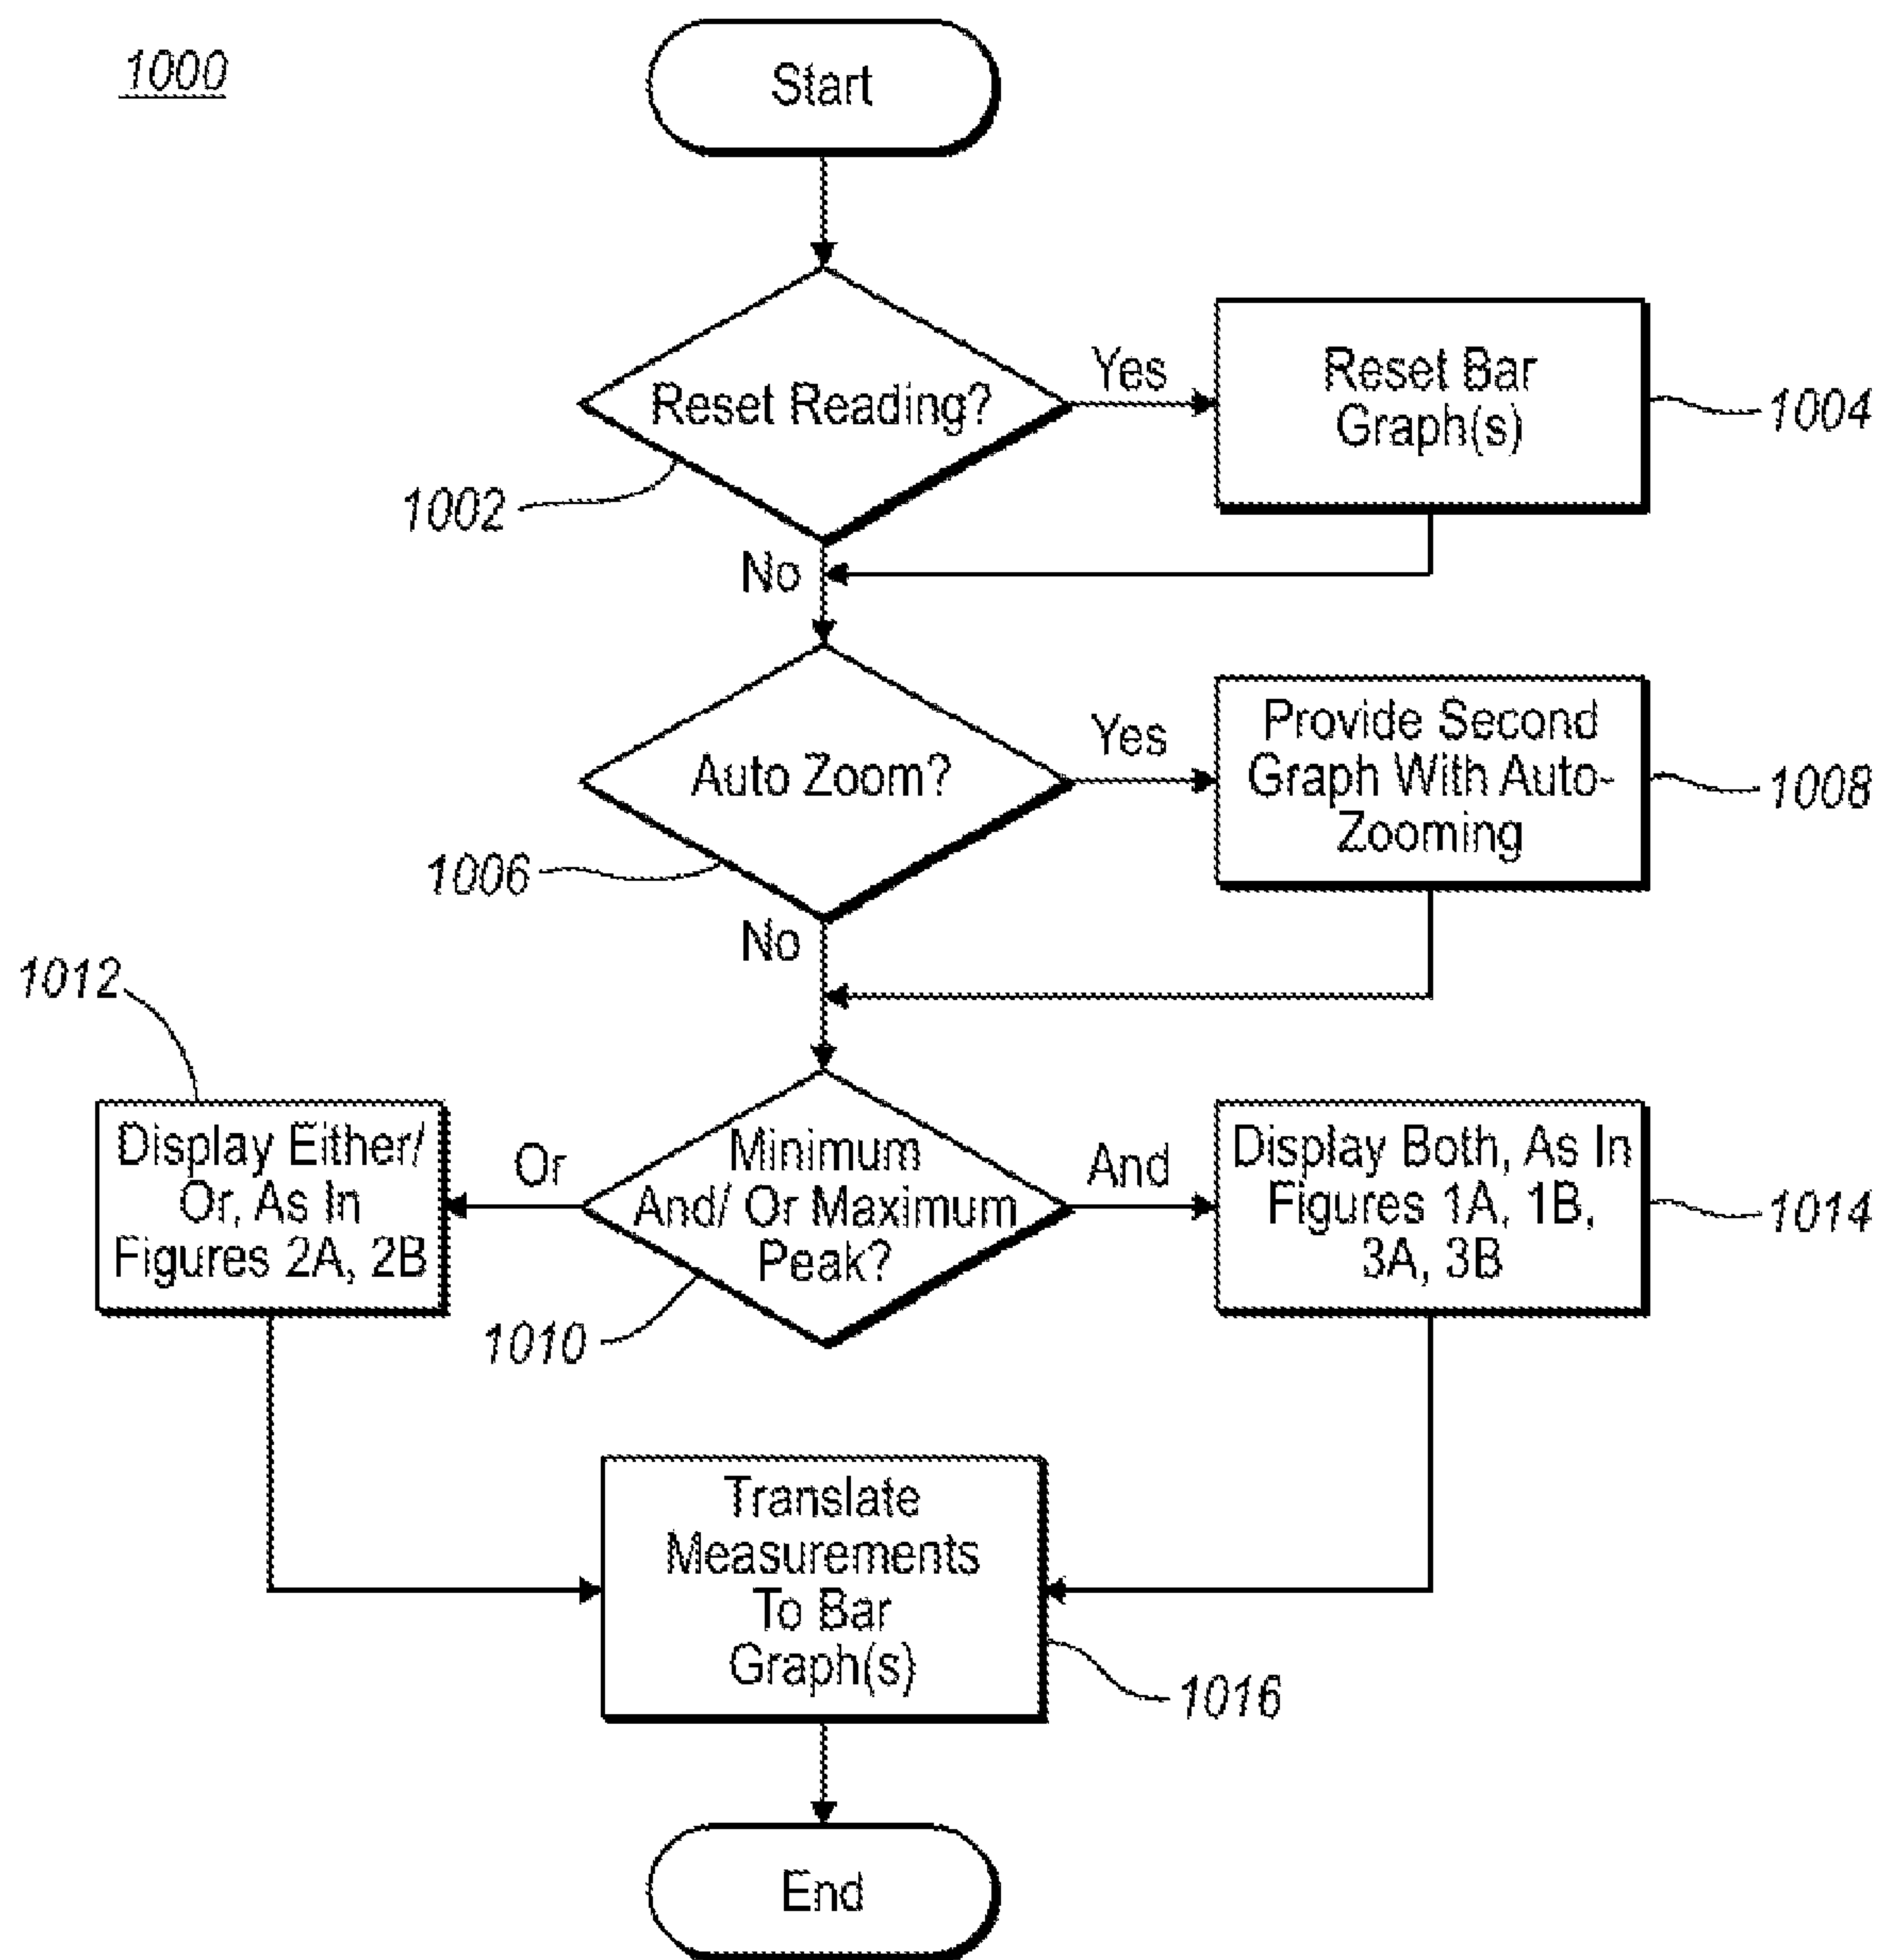 1000
Start
Reset Reading?
Yes
Reset Bar
Graph(s)
1004
1002
No
Auto Zoom?
Yes
Provide Second
Graph With Auto-
Zooming
1008
1006
No
1012
Display Either/
Or, As In
Figures 2A, 2B
Or
Minimum
And/ Or Maximum
Peak?
And
Display Both, As In
Figures 1A, 1B,
3A, 3B
1014
1010
Translate
Measurements
To Bar
Graph(s)
1016
End